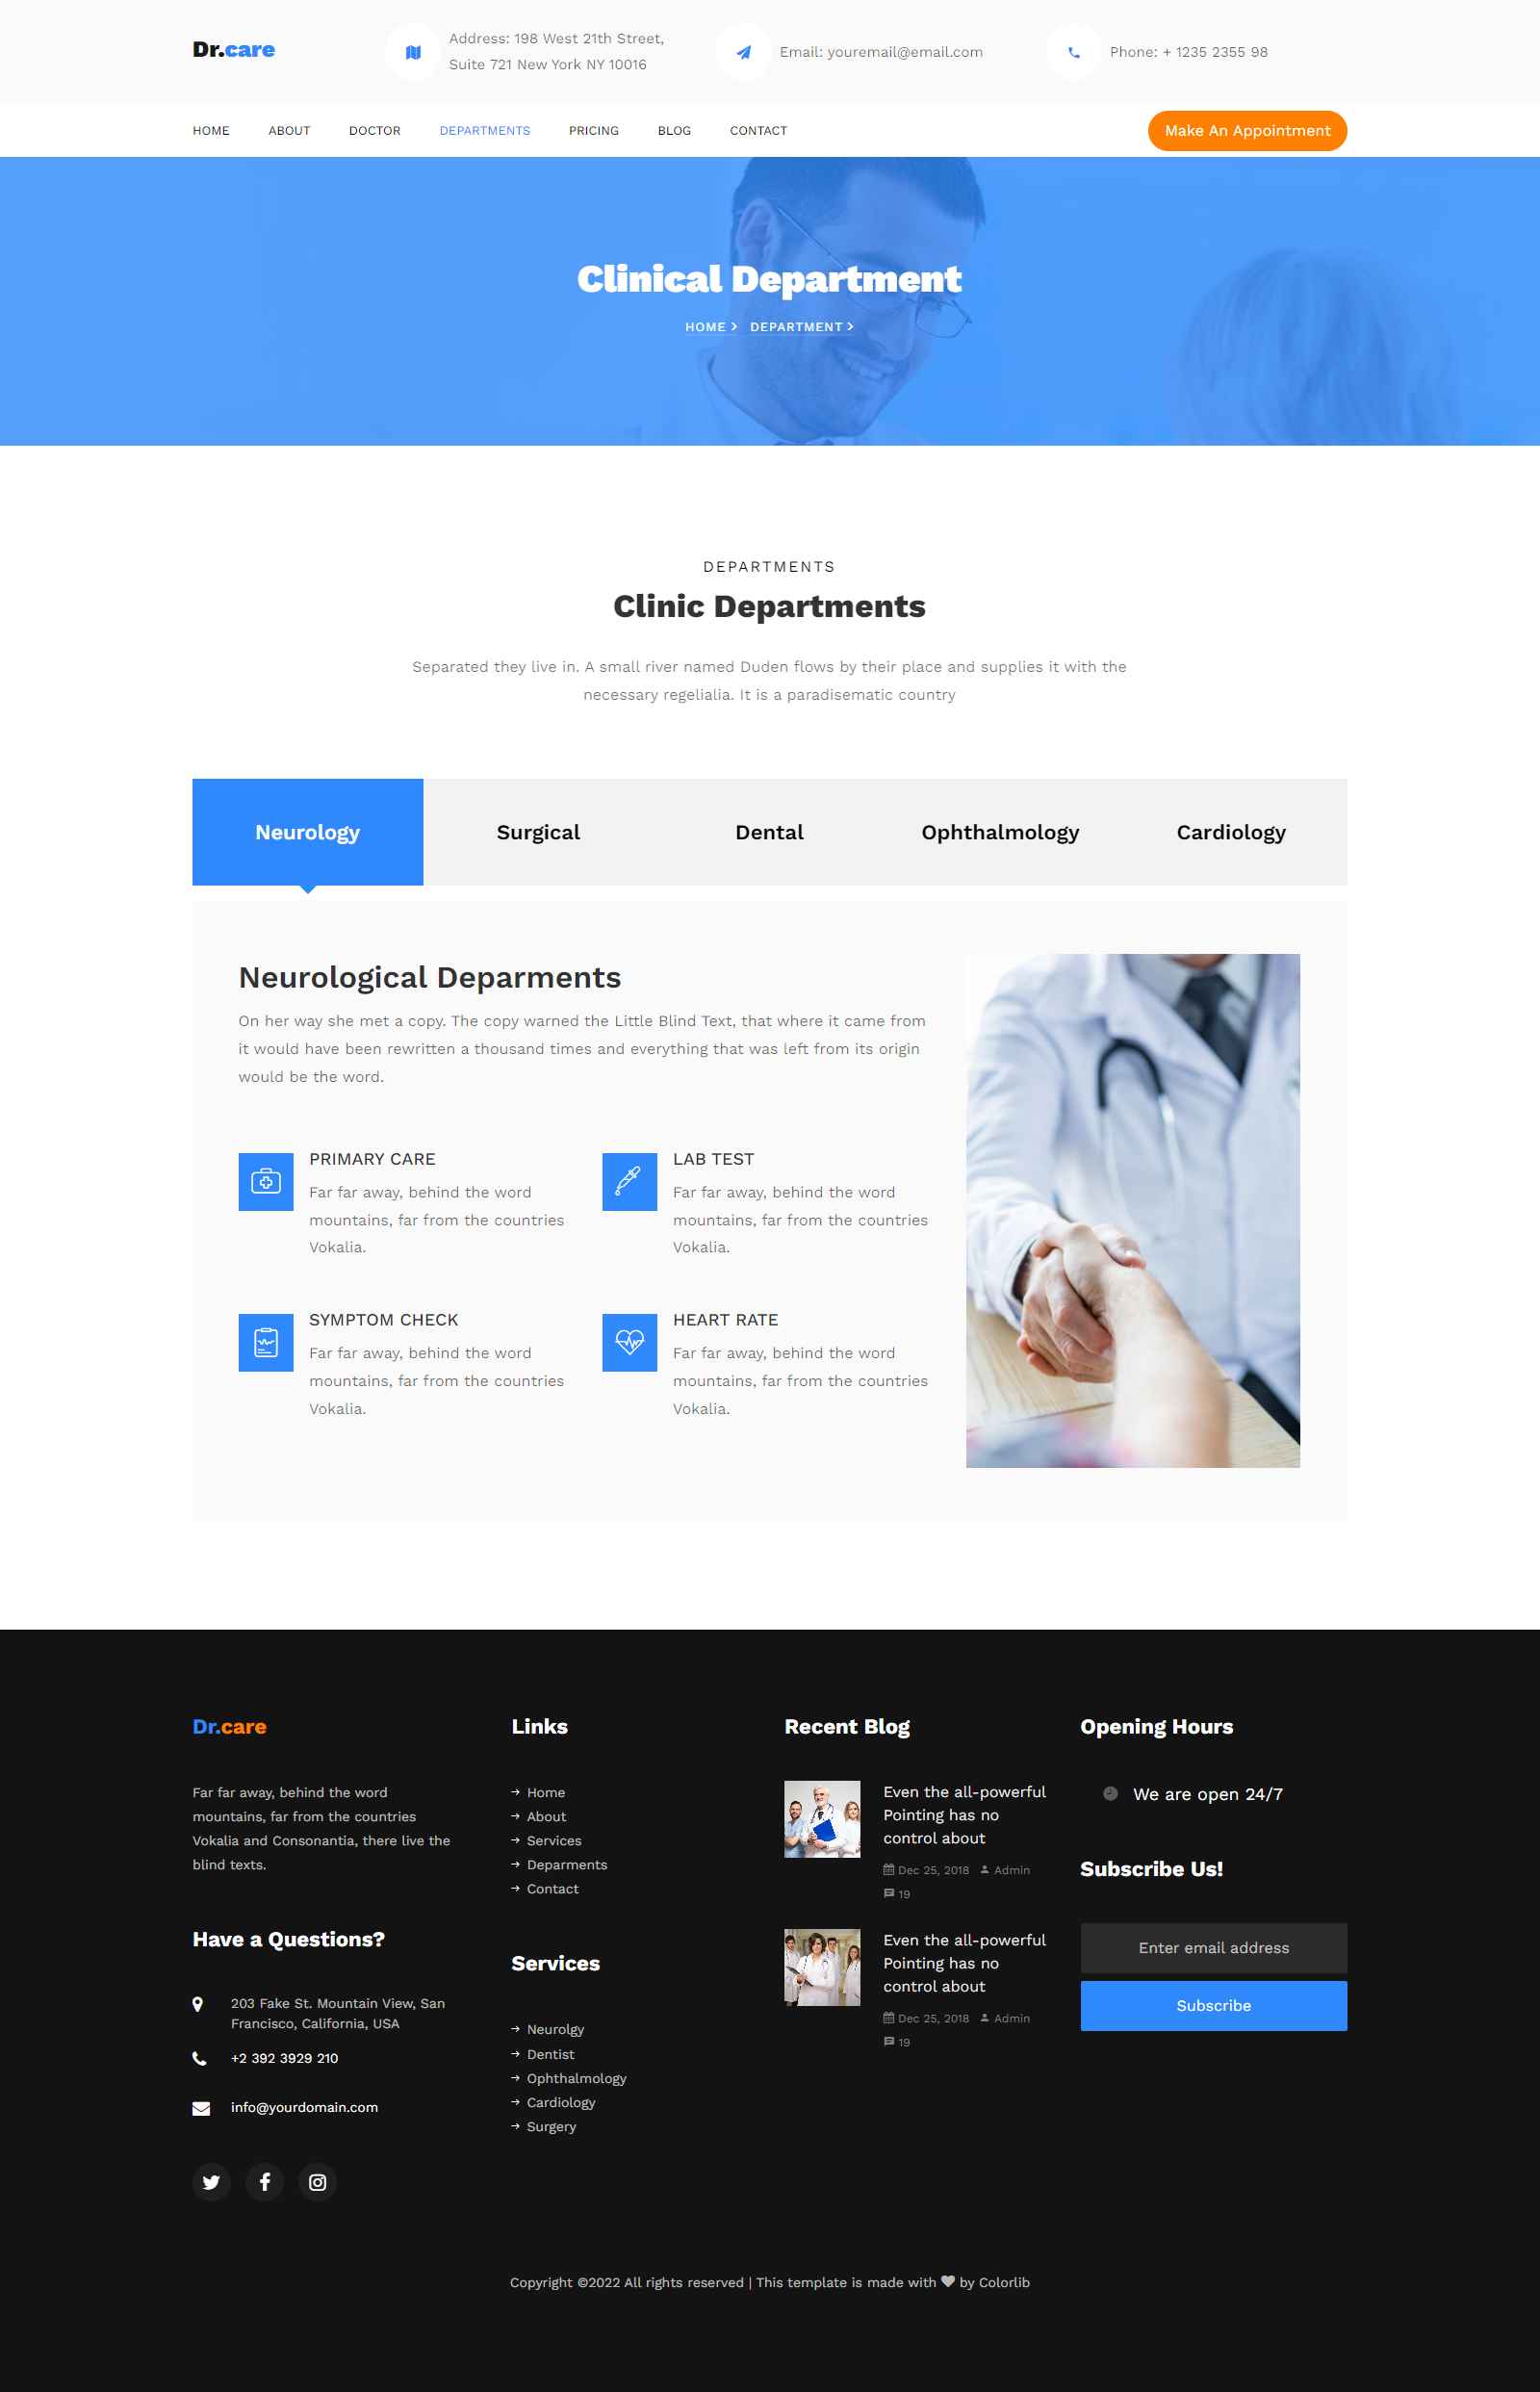 Dr.care
Address: 198 West 21th Street,
Suite 721 New York NY 10016
Email: youremail@email.com
Phone: + 1235 2355 98
HOME
ABOUT
DOCTOR
DEPARTMENTS
PRICING
BLOG
CONTACT
Make An Appointment
Clinical Department
HOME
DEPARTMENT
DEPARTMENTS
Clinic Departments
Separated they live in. A small river named Duden flows by their place and supplies it with the
necessary regelialia. It is a paradisematic country
Neurology
Surgical
Dental
Ophthalmology
Cardiology
Neurological Deparments
On her way she met a copy. The copy warned the Little Blind Text, that where it came from
it would have been rewritten a thousand times and everything that was left from its origin
would be the word.
PRIMARY CARE
Far far away, behind the word
mountains, far from the countries
Vokalia.
LAB TEST
Far far away, behind the word
mountains, far from the countries
Vokalia.
SYMPTOM CHECK
Far far away, behind the word
mountains, far from the countries
Vokalia.
HEART RATE
Far far away, behind the word
mountains, far from the countries
Vokalia.
Dr.care
Far far away, behind the word
mountains, far from the countries
Vokalia and Consonantia, there live the
blind texts.
Have a Questions?
203 Fake St. Mountain View, San
Francisco, California, USA
+2 392 3929 210
info@yourdomain.com
Links
Home
About
Services
Deparments
Contact
Services
Neurolgy
Dentist
Ophthalmology
Cardiology
Surgery
Recent Blog
Even the all-powerful
Pointing has no
control about
Dec 25, 2018 Admin
19
Even the all-powerful
Pointing has no
control about
Dec 25, 2018 Admin
19
Opening Hours
We are open 24/7
Subscribe Us!
Enter email address
Subscribe
Copyright ©2022 All rights reserved | This template is made with ♥ by Colorlib